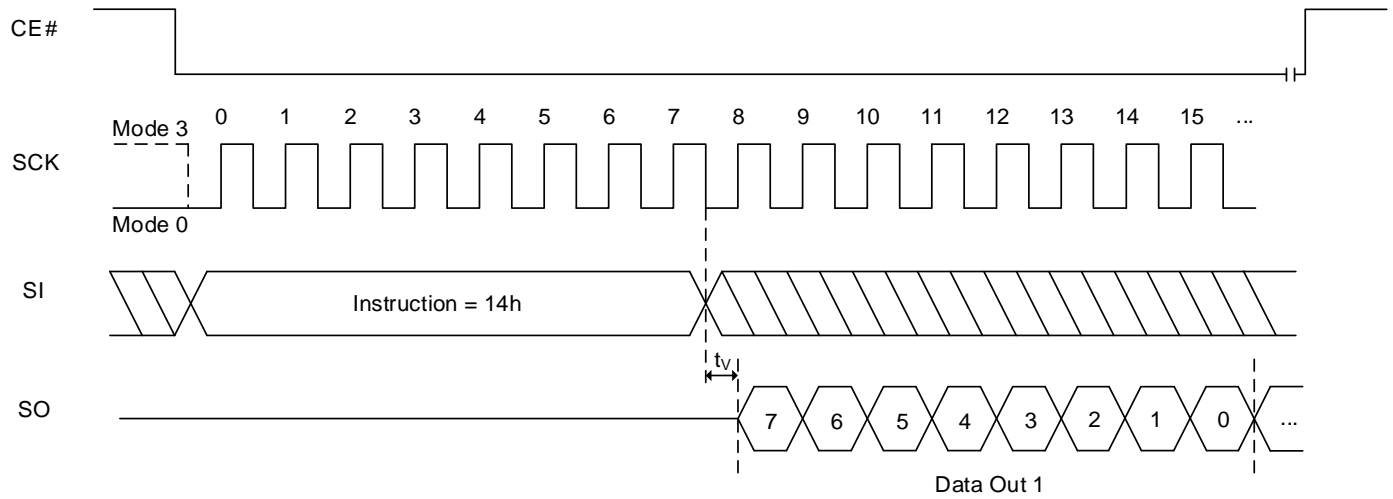 CE#
0 1 2 3 4 5 6 7 8 9 10 11 12 13 14 15 ...
Mode 3
SCK
Mode 0
SI
Instruction = 14h
tV
SO
7 6 5 4 3 2 1 0 ...
Data Out 1